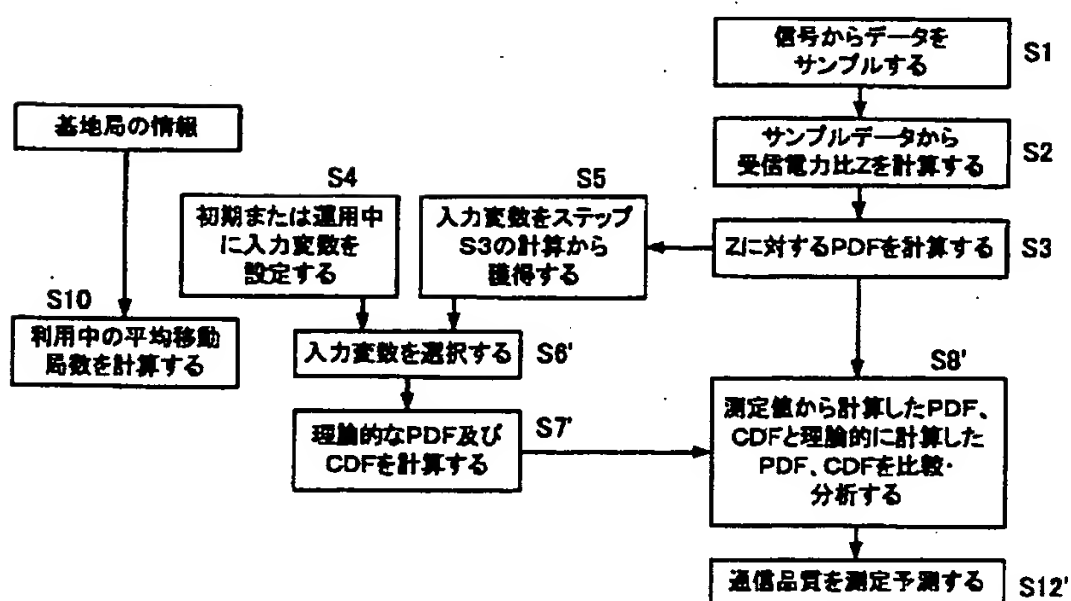 信号からデータを
サンプルする
S1
基地局の情報
サンプルデータから
受信電力比Zを計算する
S2
S4
初期または運用中
に入力変数を
設定する
S5
入力変数をステップ
S3の計算から
獲得する
Zに対するPDFを計算する
S3
S10
利用中の平均移動
局数を計算する
入力変数を選択する
S6'
S8'
測定値から計算したPDF、
CDFと理論的に計算した
PDF、CDFを比較・
分析する
理論的なPDF及び
CDFを計算する
S7'
通信品質を測定予測する
S12'